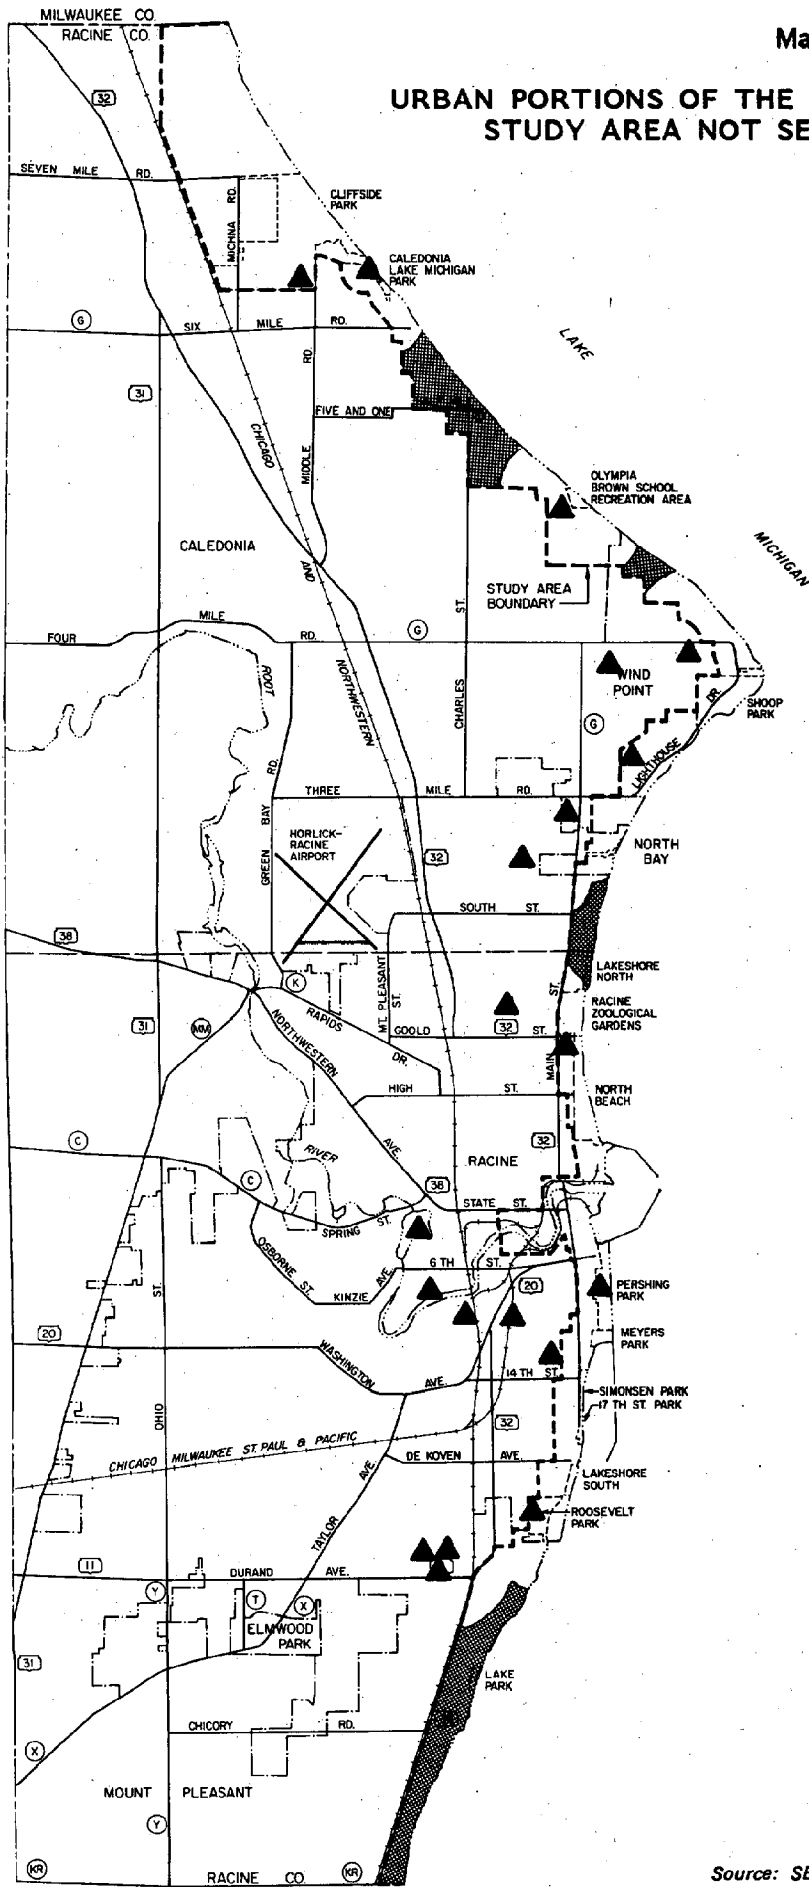 MILWAUKEE CO.
RACINE CO.
Ma
URBAN PORTIONS OF THE
STUDY AREA NOT SE
32
SEVEN MILE RD.
MICHNA RD.
CLIFFSIDE
PARK
CALEDONIA
LAKE MICHIGAN
PARK
G
SIX MILE RD.
LAKE
31
MIDDLE RD.
FIVE AND ONE
CHICAGO
AND
NORTHWESTERN
OLYMPIA
BROWN SCHOOL
RECREATION AREA
MICHIGAN
CALEDONIA
STUDY AREA
BOUNDARY
CHARLES ST.
FOUR MILE RD.
G
ROOT
WIND
POINT
SHOOP
PARK
G
LIGHTHOUSE DR.
THREE MILE RD.
GREEN BAY RD.
HORLICK-
RACINE
AIRPORT
32
NORTH
BAY
SOUTH ST.
38
LAKESHORE
NORTH
K
MT. PLEASANT
ST.
RACINE
ZOOLOGICAL
GARDENS
31
MM
RAPIDS DR.
GOOLD ST.
32
MAIN ST.
NORTHWESTERN AVE.
HIGH ST.
NORTH
BEACH
C
RIVER
RACINE
32
C
38
STATE ST.
SPRING ST.
OSBORNE ST.
6 TH ST.
KINZIE AVE.
20
PERSHING
PARK
20
MEYERS
PARK
WASHINGTON AVE.
14 TH ST.
SIMONSEN PARK
17 TH ST. PARK
OHIO ST.
32
CHICAGO MILWAUKEE ST. PAUL & PACIFIC
DE KOVEN AVE.
LAKESHORE
SOUTH
TAYLOR AVE.
ROOSEVELT
PARK
11
DURAND AVE.
Y
T
X
ELMWOOD
PARK
31
LAKE
PARK
CHICORY RD.
X
MOUNT PLEASANT
Y
KR
RACINE CO.
KR
Source: SE